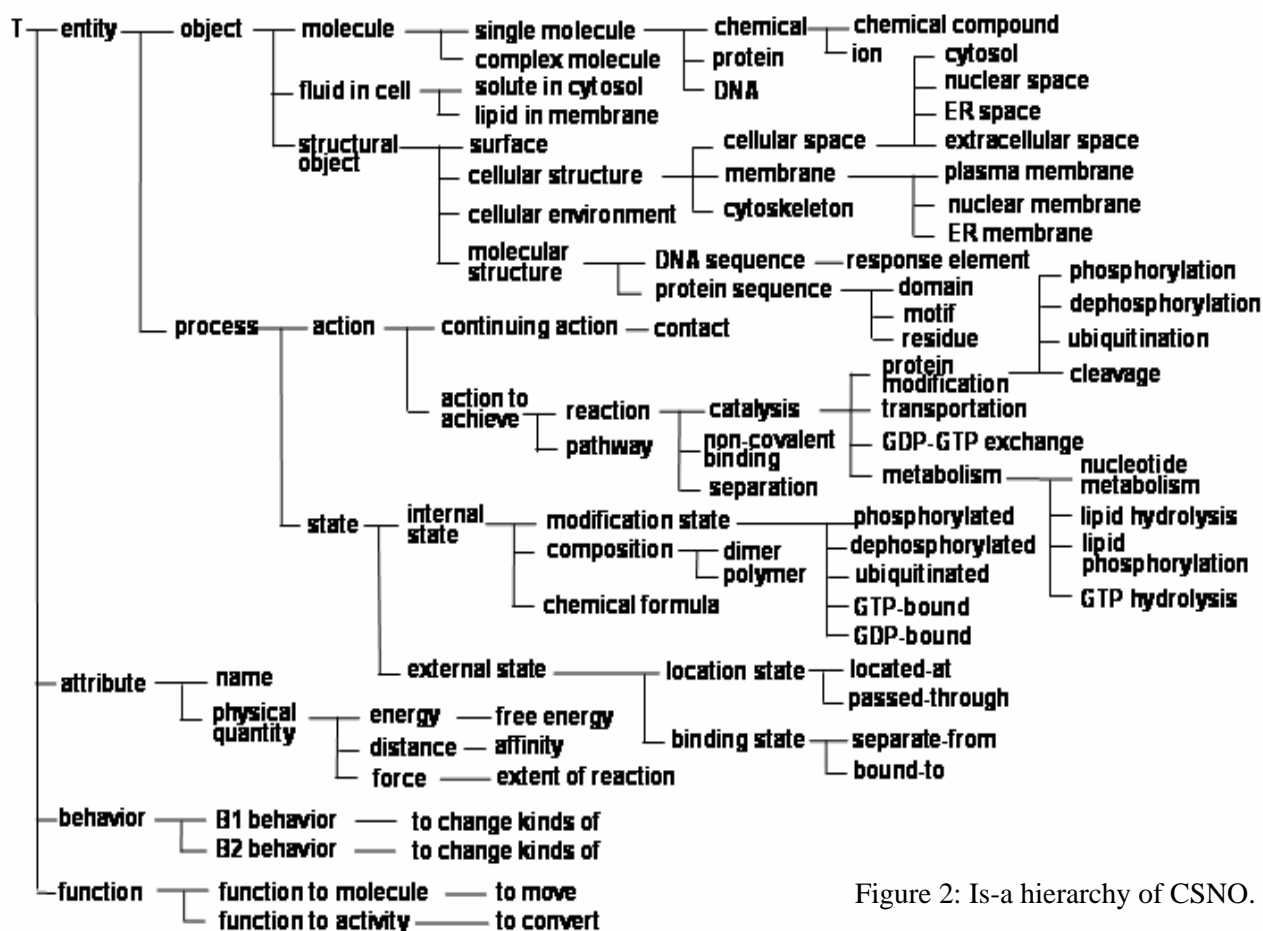 T entity object molecule single molecule chemical chemical compound
complex molecule protein ion cytosol
fluid in cell solute in cytosol DNA nuclear space
lipid in membrane ER space
structural object surface cellular space extracellular space
cellular structure membrane plasma membrane
cellular environment cytoskeleton nuclear membrane
ER membrane
molecular structure DNA sequence response element phosphorylation
protein sequence domain dephosphorylation
motif
process action continuing action contact residue ubiquitination
protein modification cleavage
action to achieve reaction catalysis transportation
pathway non-covalent binding GDP-GTP exchange
separation metabolism nucleotide metabolism
state internal state modification state phosphorylated lipid hydrolysis
composition dimer dephosphorylated lipid phosphorylation
polymer ubiquitinated
chemical formula GTP-bound GTP hydrolysis
GDP-bound
external state location state located-at
attribute name passed-through
physical quantity energy free energy
distance affinity binding state separate-from
force extent of reaction bound-to
behavior B1 behavior to change kinds of
B2 behavior to change kinds of
function function to molecule to move
function to activity to convert
Figure 2: Is-a hierarchy of CSNO.